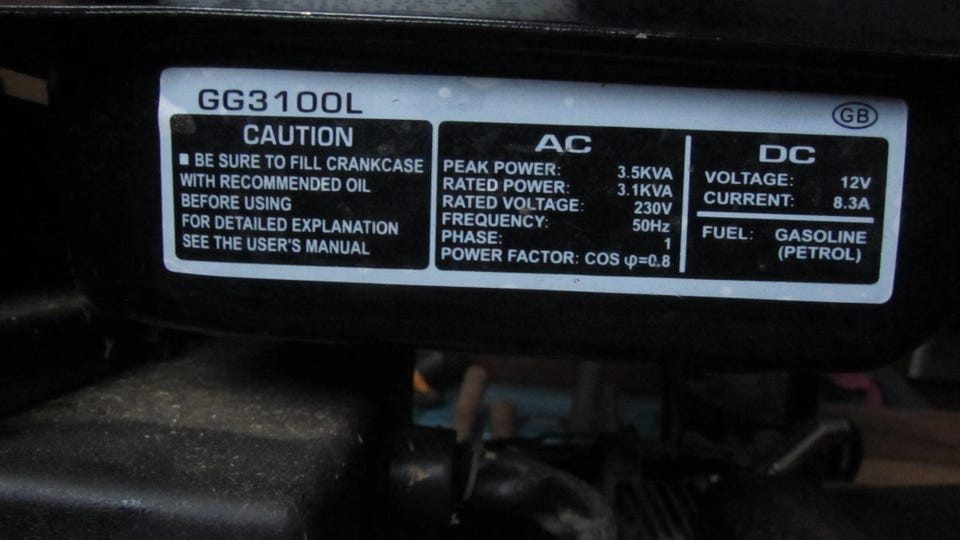 GG3100L
GB
CAUTION
■ BE SURE TO FILL CRANKCASE
WITH RECOMMENDED OIL
BEFORE USING
FOR DETAILED EXPLANATION
SEE THE USER'S MANUAL
AC
PEAK POWER: 3.5KVA
RATED POWER: 3.1KVA
RATED VOLTAGE: 230V
FREQUENCY: 50Hz
PHASE: 1
POWER FACTOR: COS φ=0.8
DC
VOLTAGE: 12V
CURRENT: 8.3A
FUEL: GASOLINE
(PETROL)